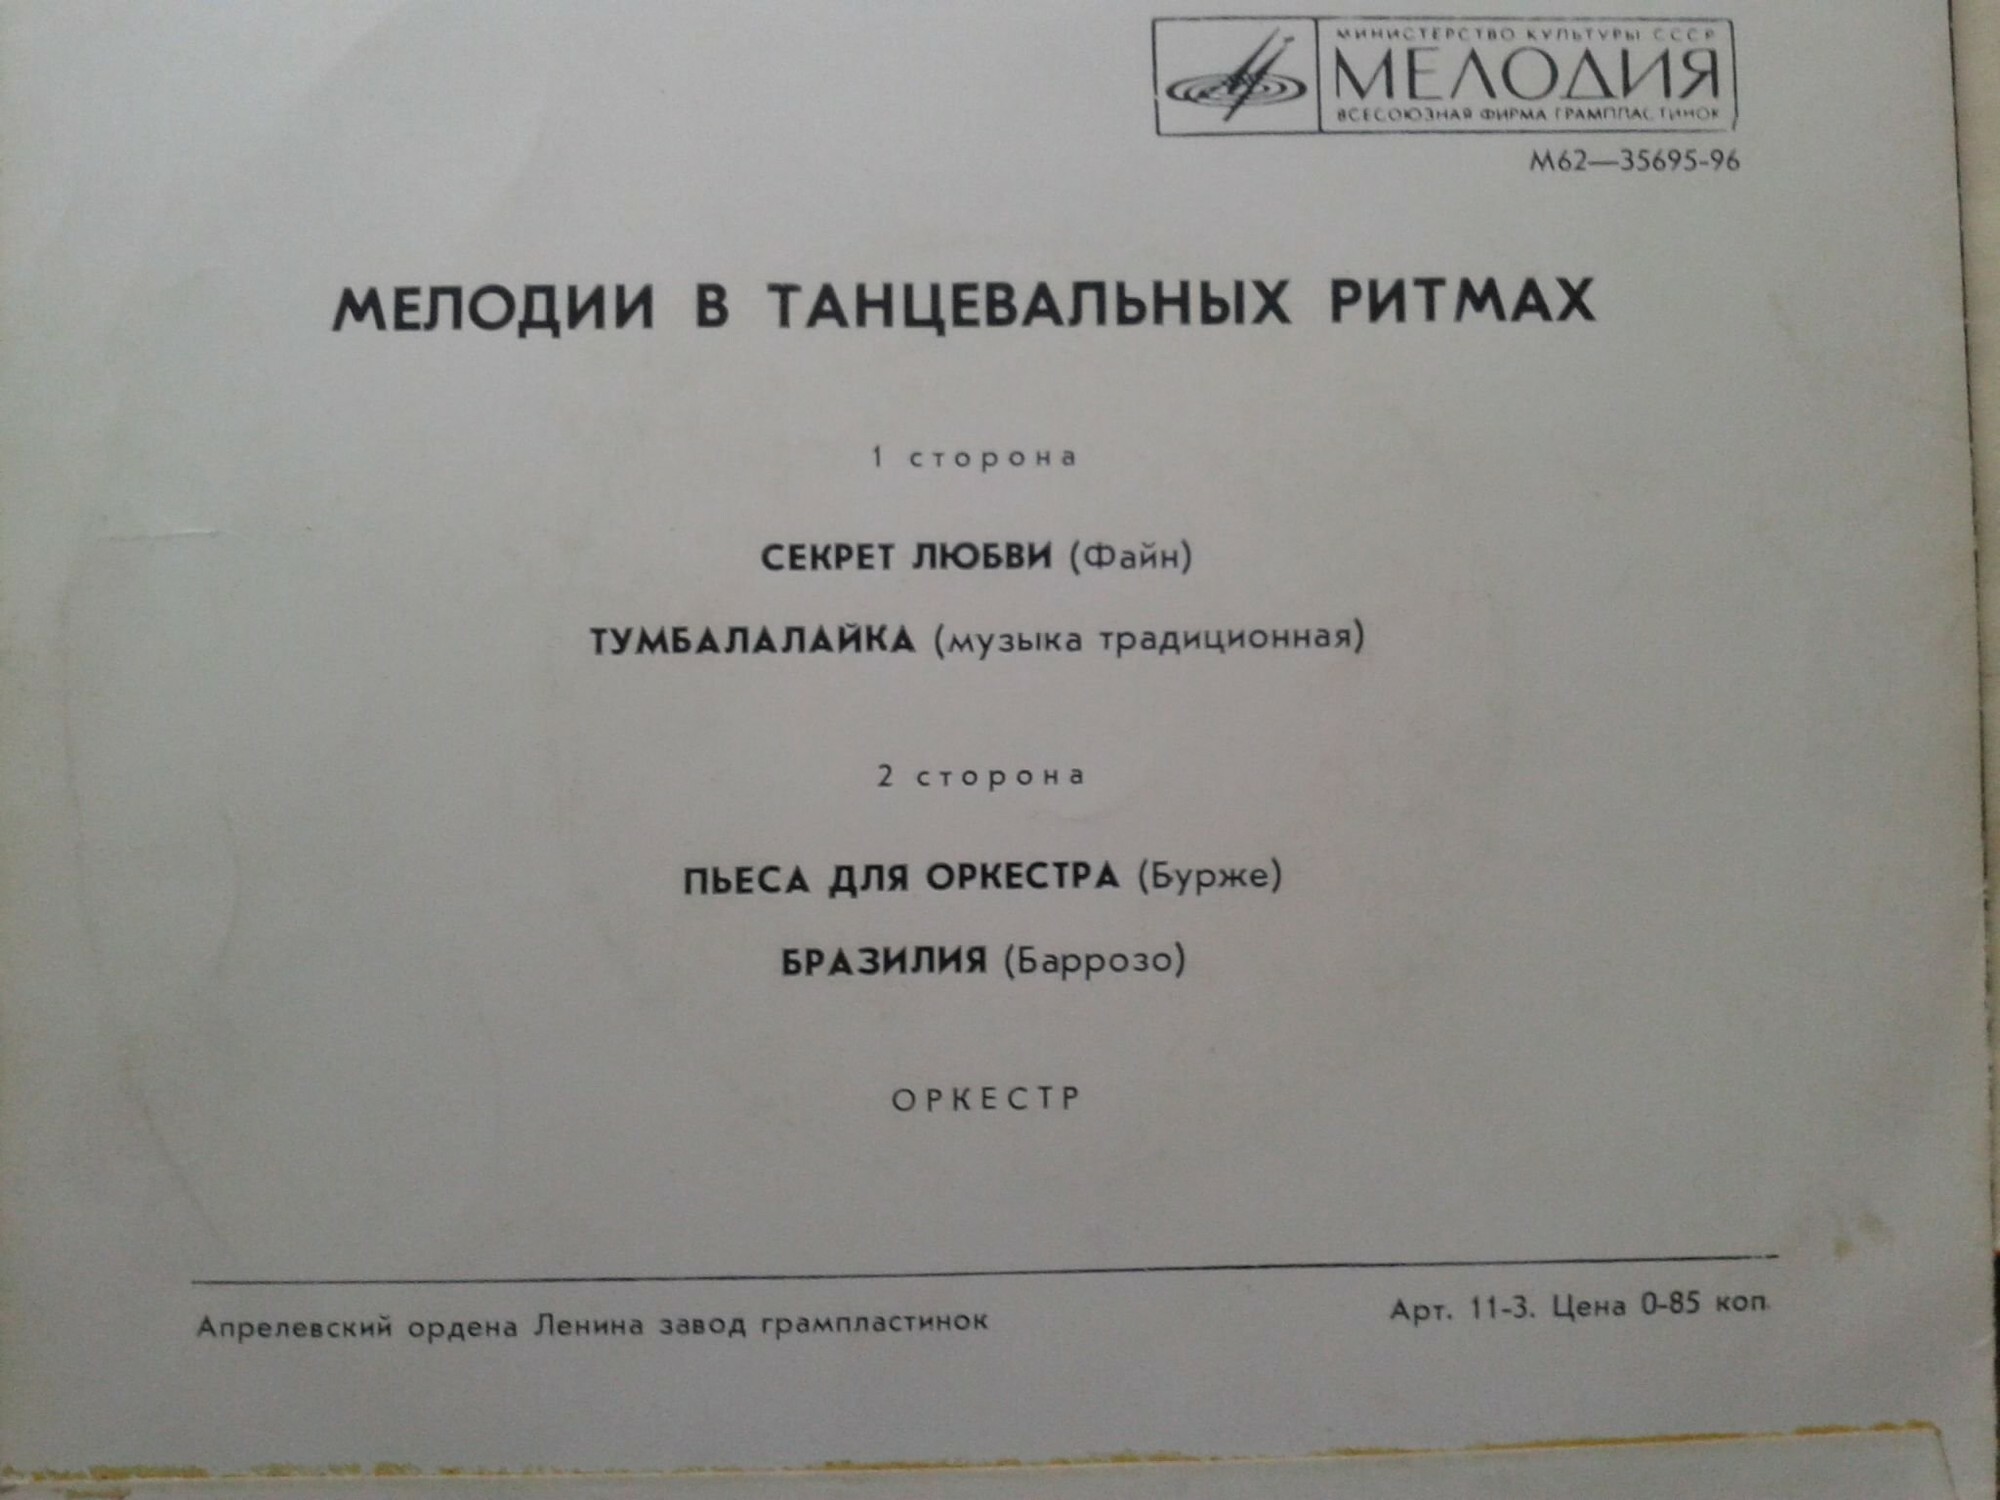 МИНИСТЕРСТВО КУЛЬТУРЫ СССР
МЕЛОДИЯ
ВСЕСОЮЗНАЯ ФИРМА ГРАМПЛАСТИНОК
М62—35695-96
МЕЛОДИИ В ТАНЦЕВАЛЬНЫХ РИТМАХ
1 сторона
СЕКРЕТ ЛЮБВИ (Файн)
ТУМБАЛАЛАЙКА (музыка традиционная)
2 сторона
ПЬЕСА ДЛЯ ОРКЕСТРА (Бурже)
БРАЗИЛИЯ (Баррозо)
ОРКЕСТР
Апрелевский ордена Ленина завод грампластинок
Арт. 11-3. Цена 0-85 коп.